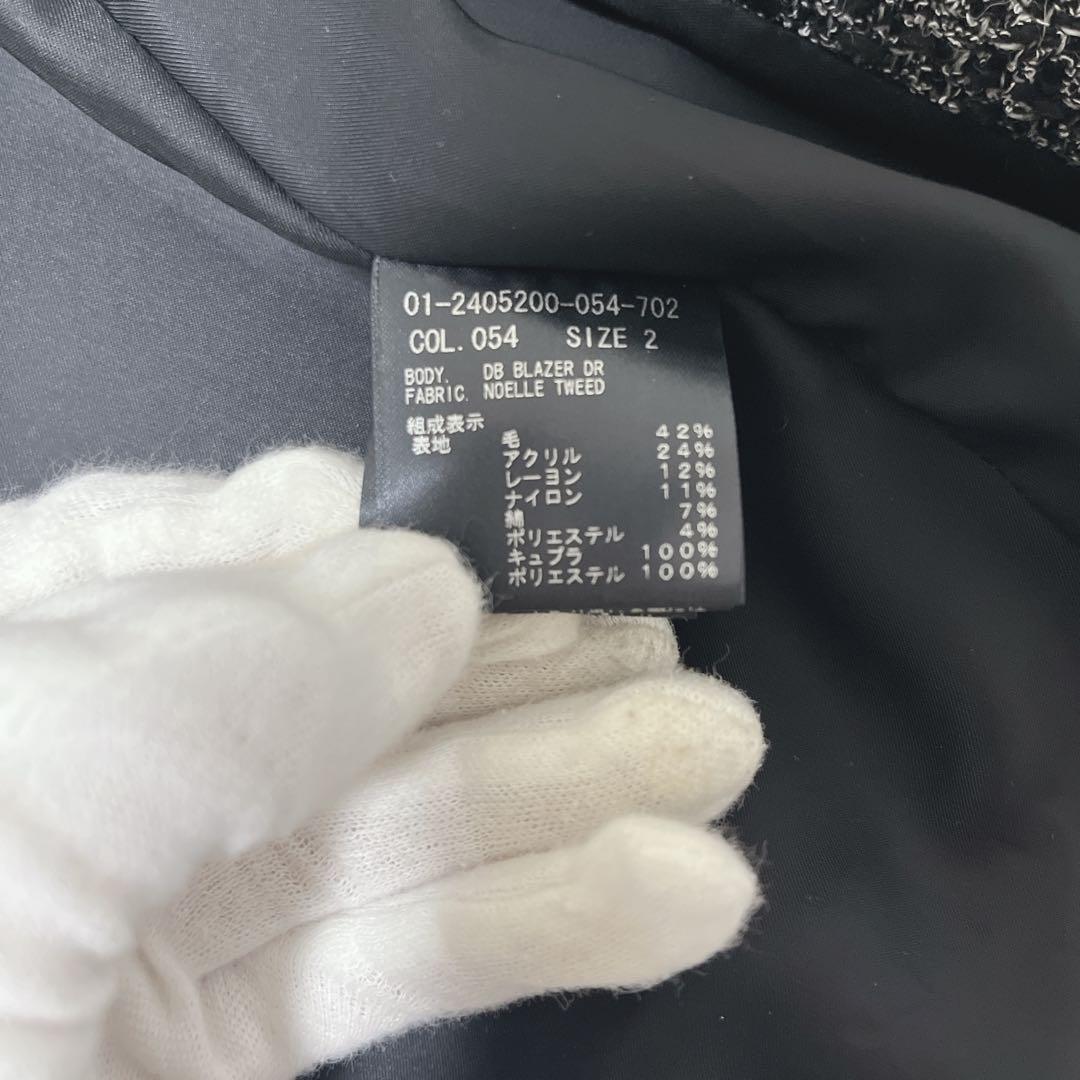 01-2405200-054-702
COL. 054 SIZE 2
BODY. DB BLAZER DR
FABRIC. NOELLE TWEED
組成表示
表地 毛 42%
アクリル 24%
レーヨン 12%
ナイロン 11%
綿 7%
ポリエステル 4%
キュプラ 100%
ポリエステル 100%